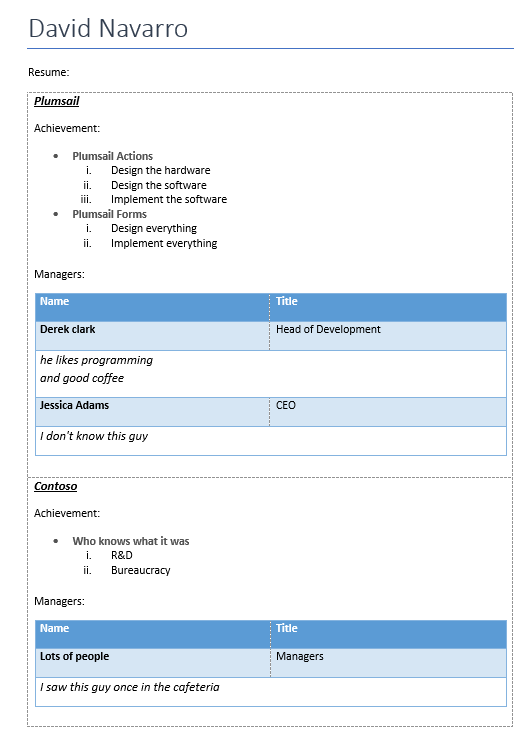 David Navarro
Resume:
Plumsail
Achievement:
• Plumsail Actions
i. Design the hardware
ii. Design the software
iii. Implement the software
• Plumsail Forms
i. Design everything
ii. Implement everything
Managers:
Name Title
Derek clark Head of Development
he likes programming
and good coffee
Jessica Adams CEO
I don't know this guy
Contoso
Achievement:
• Who knows what it was
i. R&D
ii. Bureaucracy
Managers:
Name Title
Lots of people Managers
I saw this guy once in the cafeteria